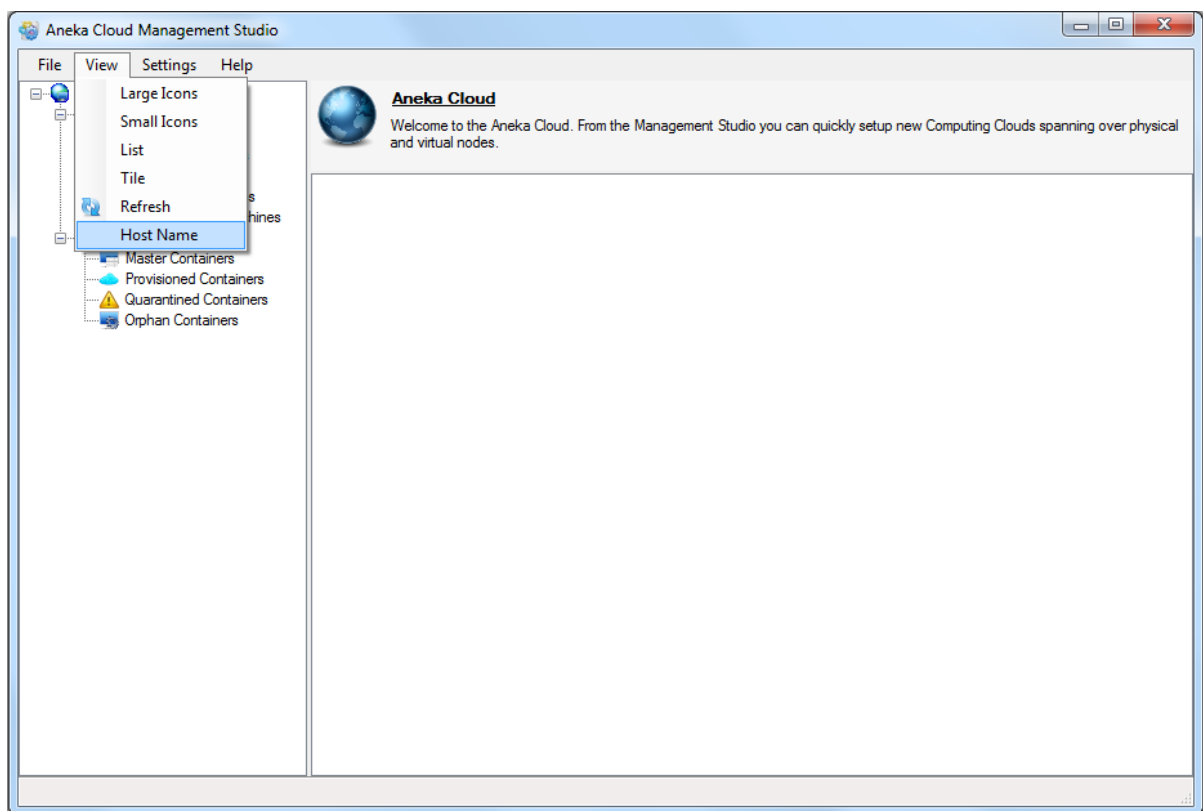 Aneka Cloud Management Studio
File View Settings Help
Large Icons
Small Icons
List
Tile
Refresh
Host Name
Master Containers
Provisioned Containers
Quarantined Containers
Orphan Containers
Aneka Cloud
Welcome to the Aneka Cloud. From the Management Studio you can quickly setup new Computing Clouds spanning over physical
and virtual nodes.